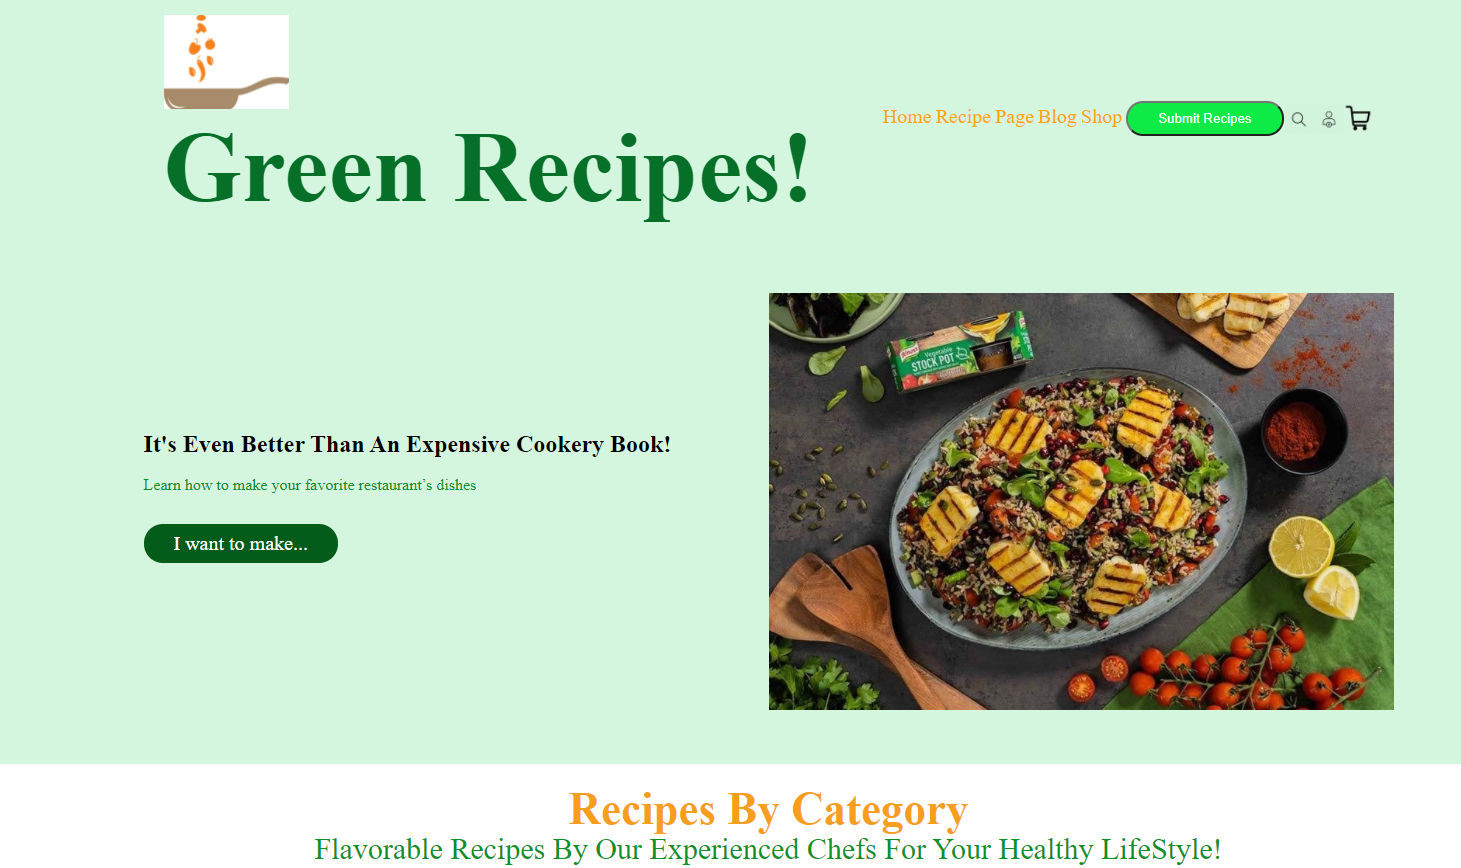 Home Recipe Page Blog Shop
Submit Recipes
Green Recipes!
Knorr
Vegetable
STOCK POT
It's Even Better Than An Expensive Cookery Book!
Learn how to make your favorite restaurant's dishes
I want to make...
Recipes By Category
Flavorable Recipes By Our Experienced Chefs For Your Healthy LifeStyle!